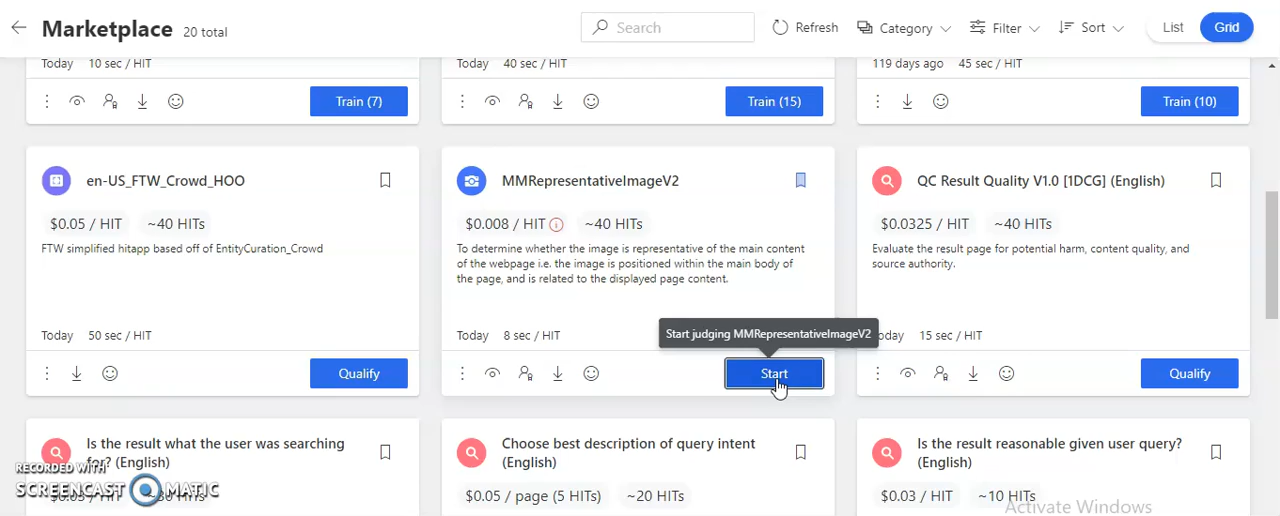 Marketplace 20 total
Search
Refresh
Category
Filter
Sort
List
Grid
Today 10 sec / HIT
Train (7)
Today 40 sec / HIT
Train (15)
119 days ago 45 sec / HIT
Train (10)
en-US_FTW_Crowd_HOO
$0.05 / HIT ~40 HITs
FTW simplified hitapp based off of EntityCuration_Crowd
Today 50 sec / HIT
Qualify
MMRepresentativeImageV2
$0.008 / HIT ~40 HITs
To determine whether the image is representative of the main content
of the webpage i.e. the image is positioned within the main body of
the page, and is related to the displayed page content.
Today 8 sec / HIT
Start judging MMRepresentativeImageV2
Start
QC Result Quality V1.0 [1DCG] (English)
$0.0325 / HIT ~40 HITs
Evaluate the result page for potential harm, content quality, and
source authority.
oday 15 sec / HIT
Qualify
Is the result what the user was searching
for? (English)
$0.03 / HIT ~30 HITs
Choose best description of query intent
(English)
$0.05 / page (5 HITs) ~20 HITs
Is the result reasonable given user query?
(English)
$0.03 / HIT ~10 HITs
RECORDED WITH
SCREENCAST MATIC
Activate Windows